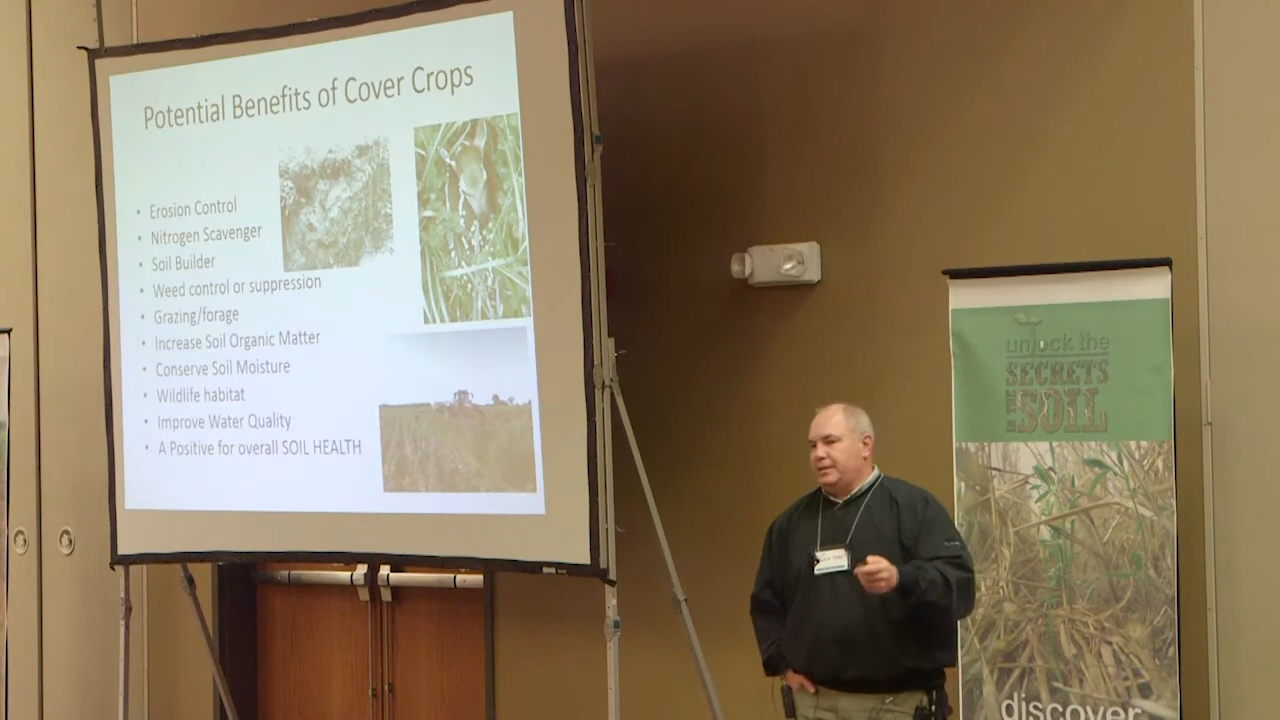 Potential Benefits of Cover Crops
• Erosion Control
• Nitrogen Scavenger
• Soil Builder
• Weed control or suppression
• Grazing/forage
• Increase Soil Organic Matter
• Conserve Soil Moisture
• Wildlife habitat
• Improve Water Quality
• A Positive for overall SOIL HEALTH
unlock the
SECRETS
IN THE
SOIL
discover